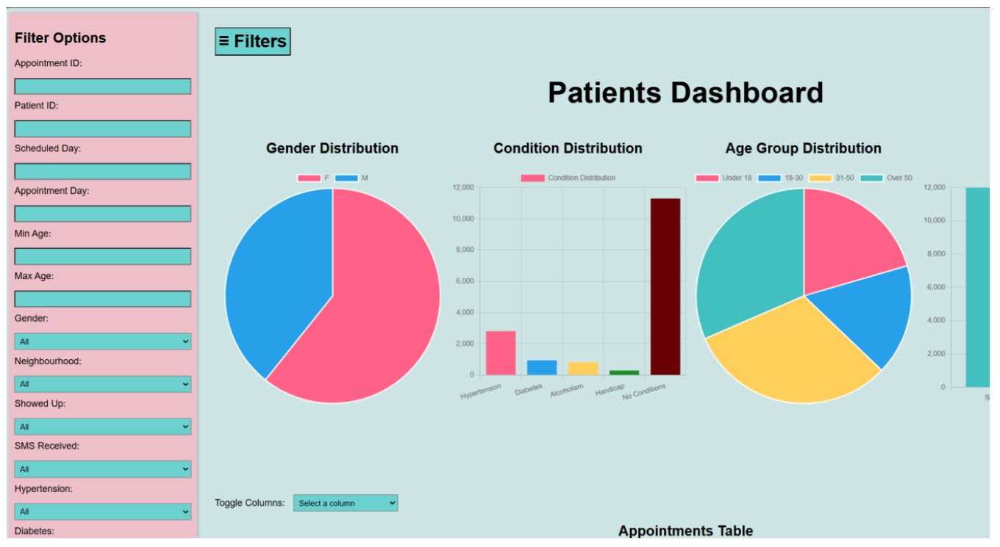 Filter Options
Appointment ID:
Patient ID:
Scheduled Day:
Appointment Day:
Min Age:
Max Age:
Gender:
All
Neighbourhood:
All
Showed Up:
All
SMS Received:
All
Hypertension:
All
Diabetes:
≡ Filters
Patients Dashboard
Gender Distribution
F M
Condition Distribution
Condition Distribution
12,000
10,000
8,000
6,000
4,000
2,000
0
Hypertension Diabetes Alcoholism Handicap No Conditions
Age Group Distribution
Under 18 18-30 31-50 Over 50
12,000
10,000
8,000
6,000
4,000
2,000
0
Toggle Columns: Select a column
Appointments Table